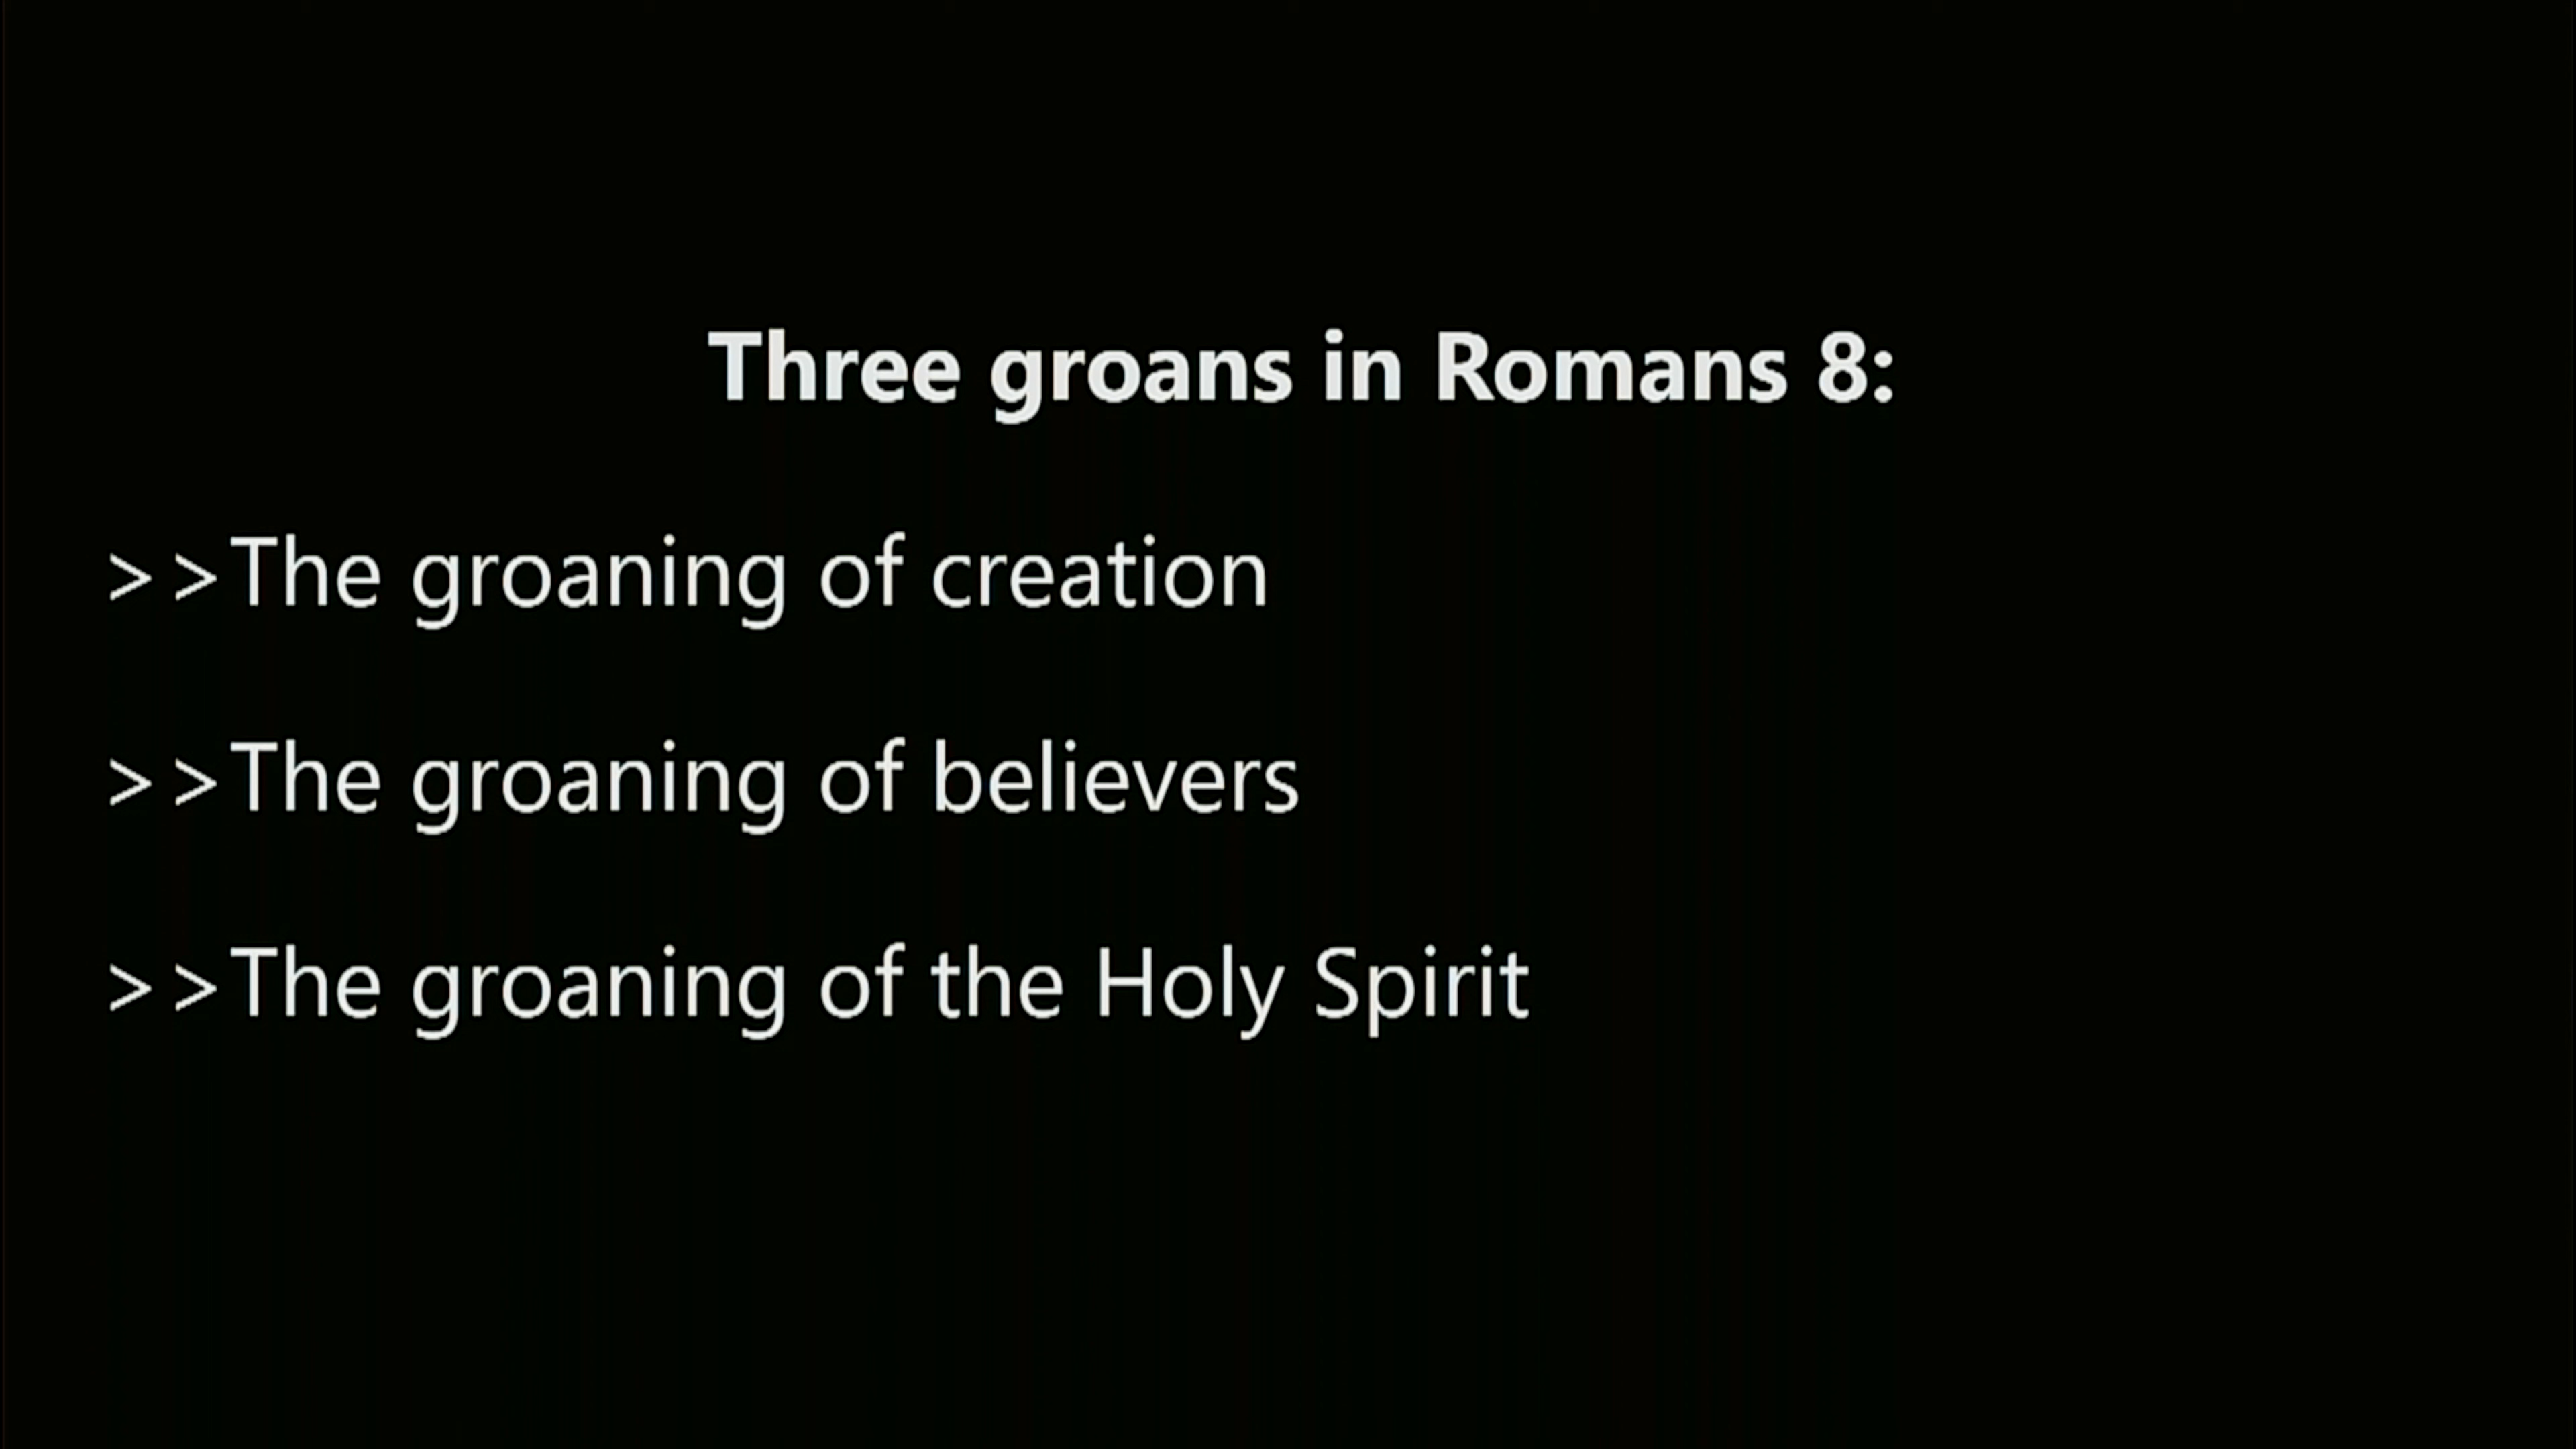 Three groans in Romans 8:
>>The groaning of creation
>>The groaning of believers
>>The groaning of the Holy Spirit